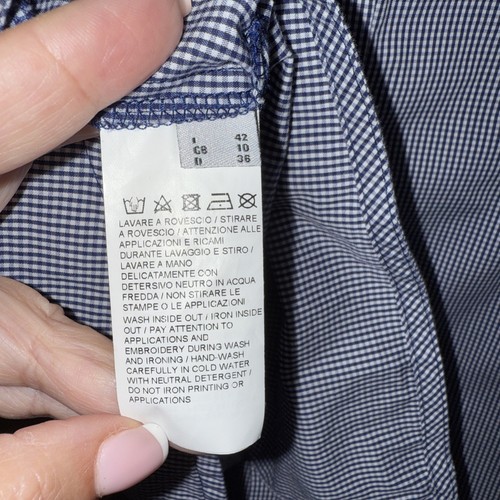 I 42
GB 10
D 36
LAVARE A ROVESCIO / STIRARE
A ROVESCIO / ATTENZIONE ALLE
APPLICAZIONI E RICAMI
DURANTE LAVAGGIO E STIRO /
LAVARE A MANO
DELICATAMENTE CON
DETERSIVO NEUTRO IN ACQUA
FREDDA / NON STIRARE LE
STAMPE O LE APPLICAZIONI
WASH INSIDE OUT / IRON INSIDE
OUT / PAY ATTENTION TO
APPLICATIONS AND
EMBROIDERY DURING WASH
AND IRONING / HAND-WASH
CAREFULLY IN COLD WATER
WITH NEUTRAL DETERGENT /
DO NOT IRON PRINTING OR
APPLICATIONS